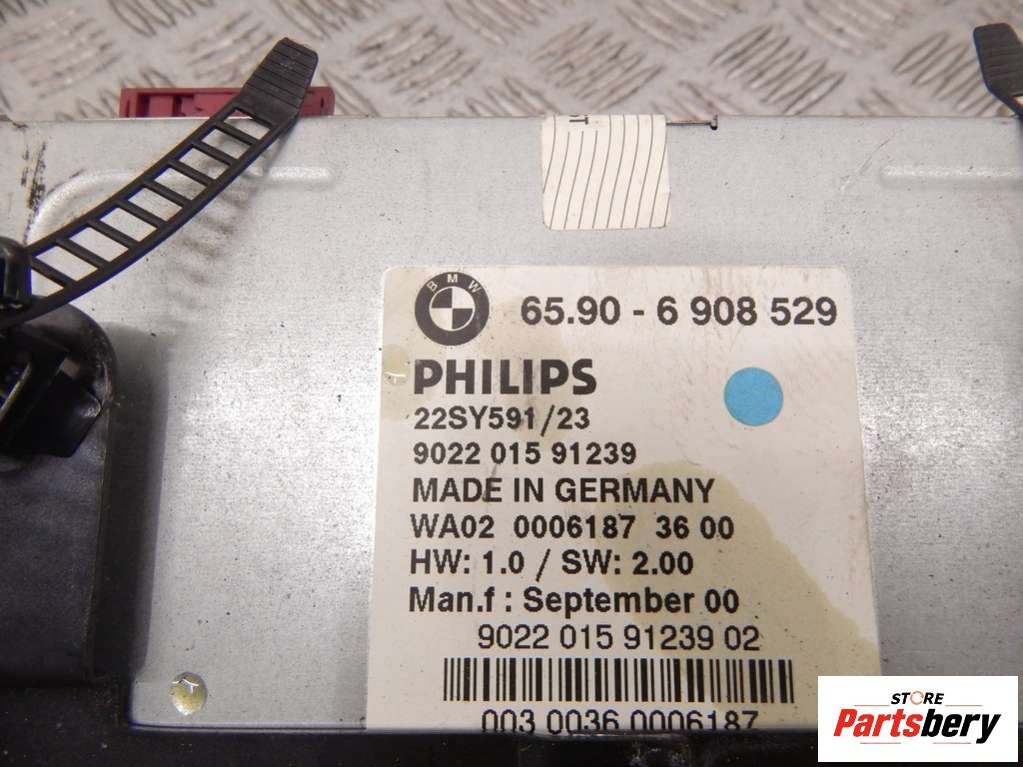 BMW 65.90 - 6 908 529
PHILIPS
22SY591/23
9022 015 91239
MADE IN GERMANY
WA02 0006187 36 00
HW: 1.0 / SW: 2.00
Man.f : September 00
9022 015 91239 02
003 0036 0006187
STORE
Partsbery